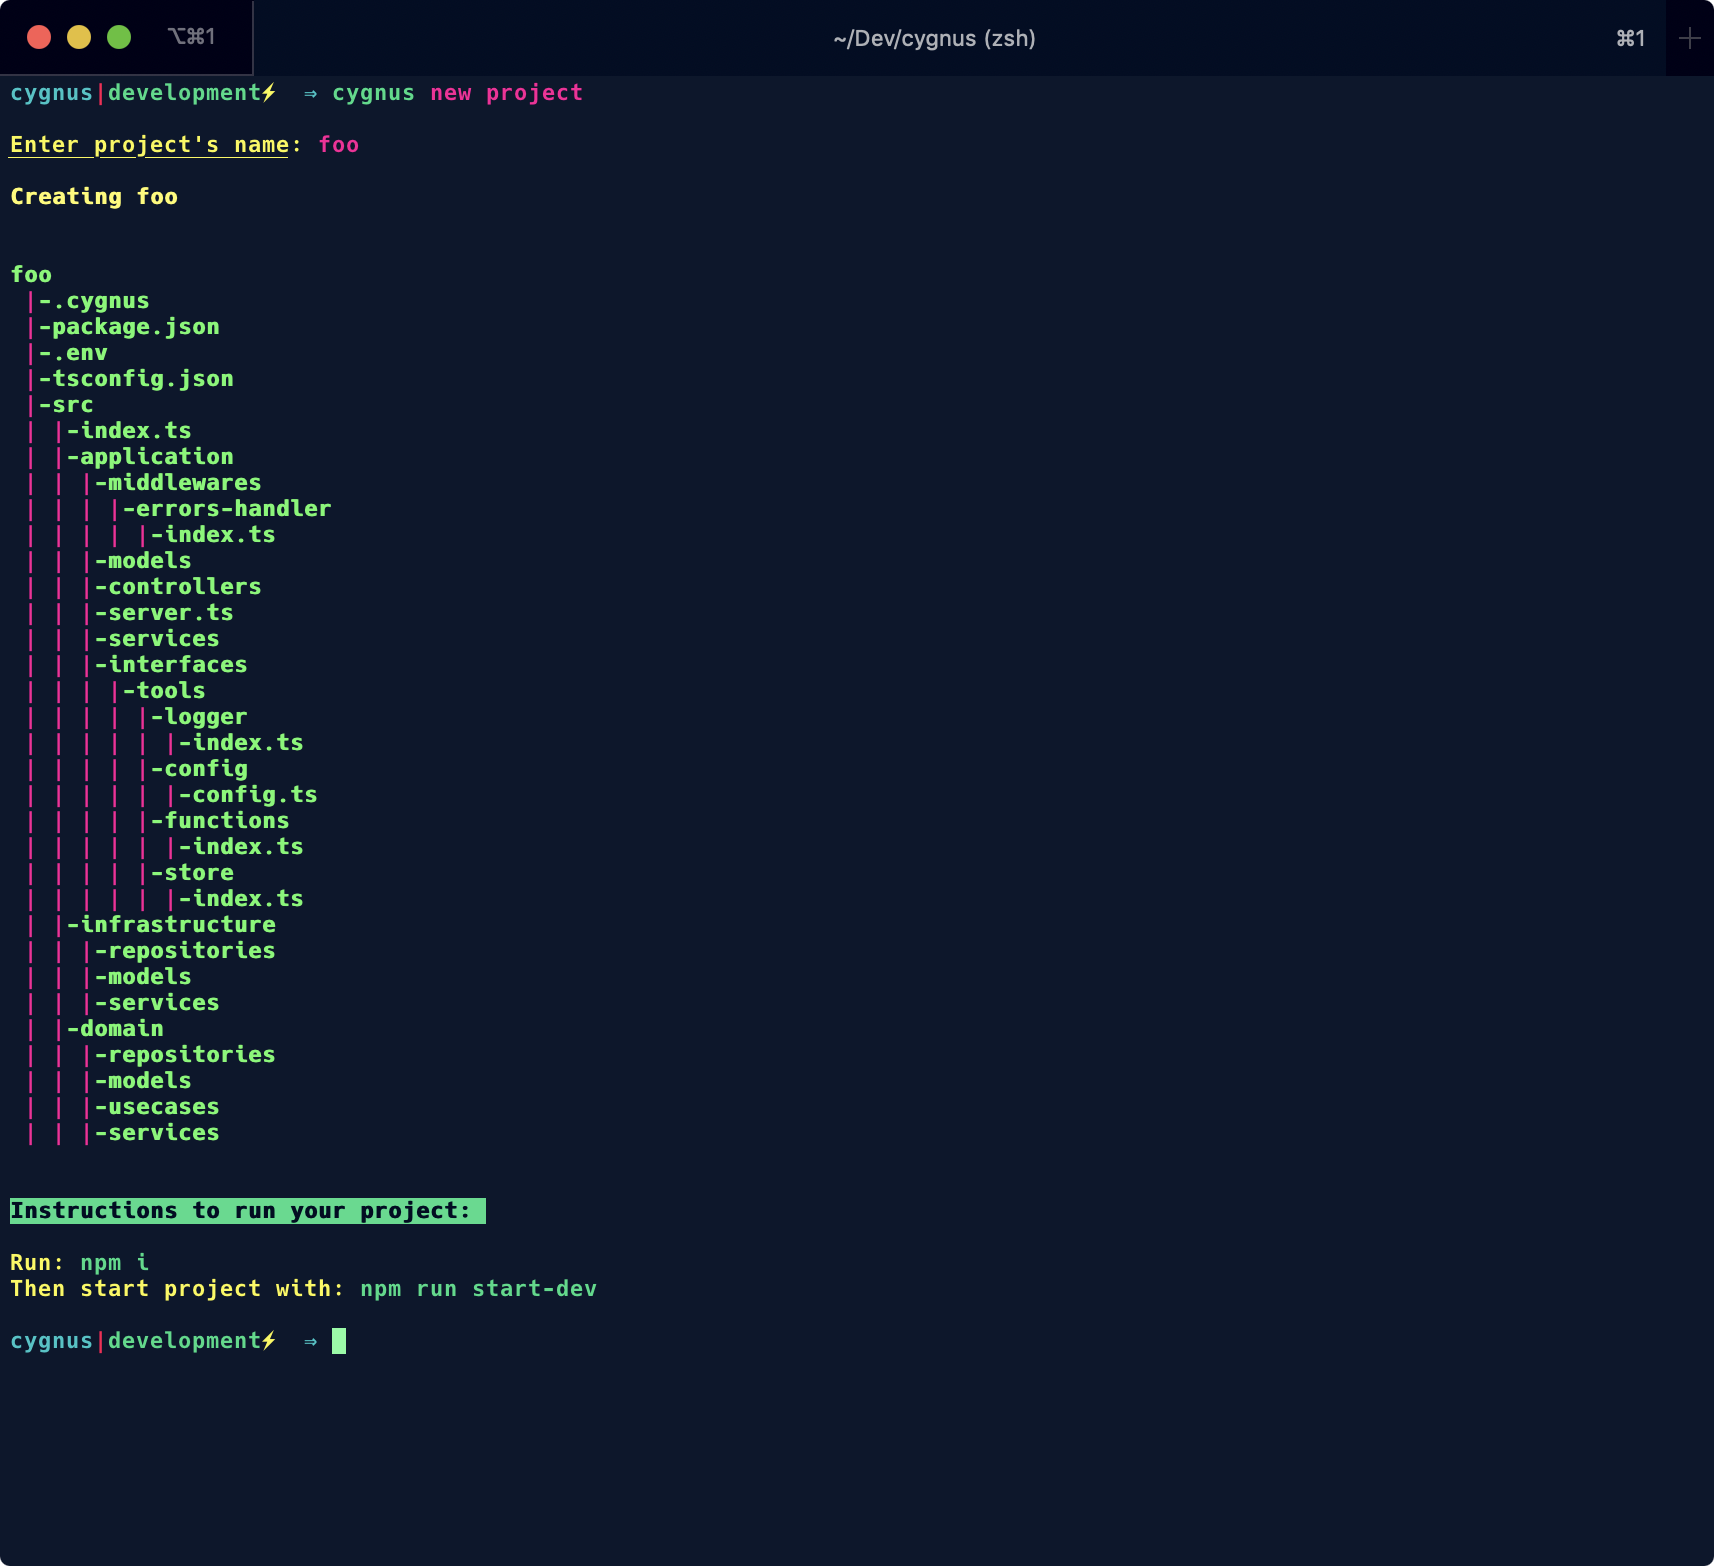 ⌥⌘1 ~/Dev/cygnus (zsh) ⌘1 +
cygnus|development⚡ ⇒ cygnus new project
Enter project's name: foo
Creating foo
foo
 |-.cygnus
 |-package.json
 |-.env
 |-tsconfig.json
 |-src
 | |-index.ts
 | |-application
 | | |-middlewares
 | | | |-errors-handler
 | | | | |-index.ts
 | | |-models
 | | |-controllers
 | | |-server.ts
 | | |-services
 | | |-interfaces
 | | | |-tools
 | | | | |-logger
 | | | | | |-index.ts
 | | | | |-config
 | | | | | |-config.ts
 | | | | |-functions
 | | | | | |-index.ts
 | | | | |-store
 | | | | | |-index.ts
 | |-infrastructure
 | | |-repositories
 | | |-models
 | | |-services
 | |-domain
 | | |-repositories
 | | |-models
 | | |-usecases
 | | |-services
Instructions to run your project:
Run: npm i
Then start project with: npm run start-dev
cygnus|development⚡ ⇒